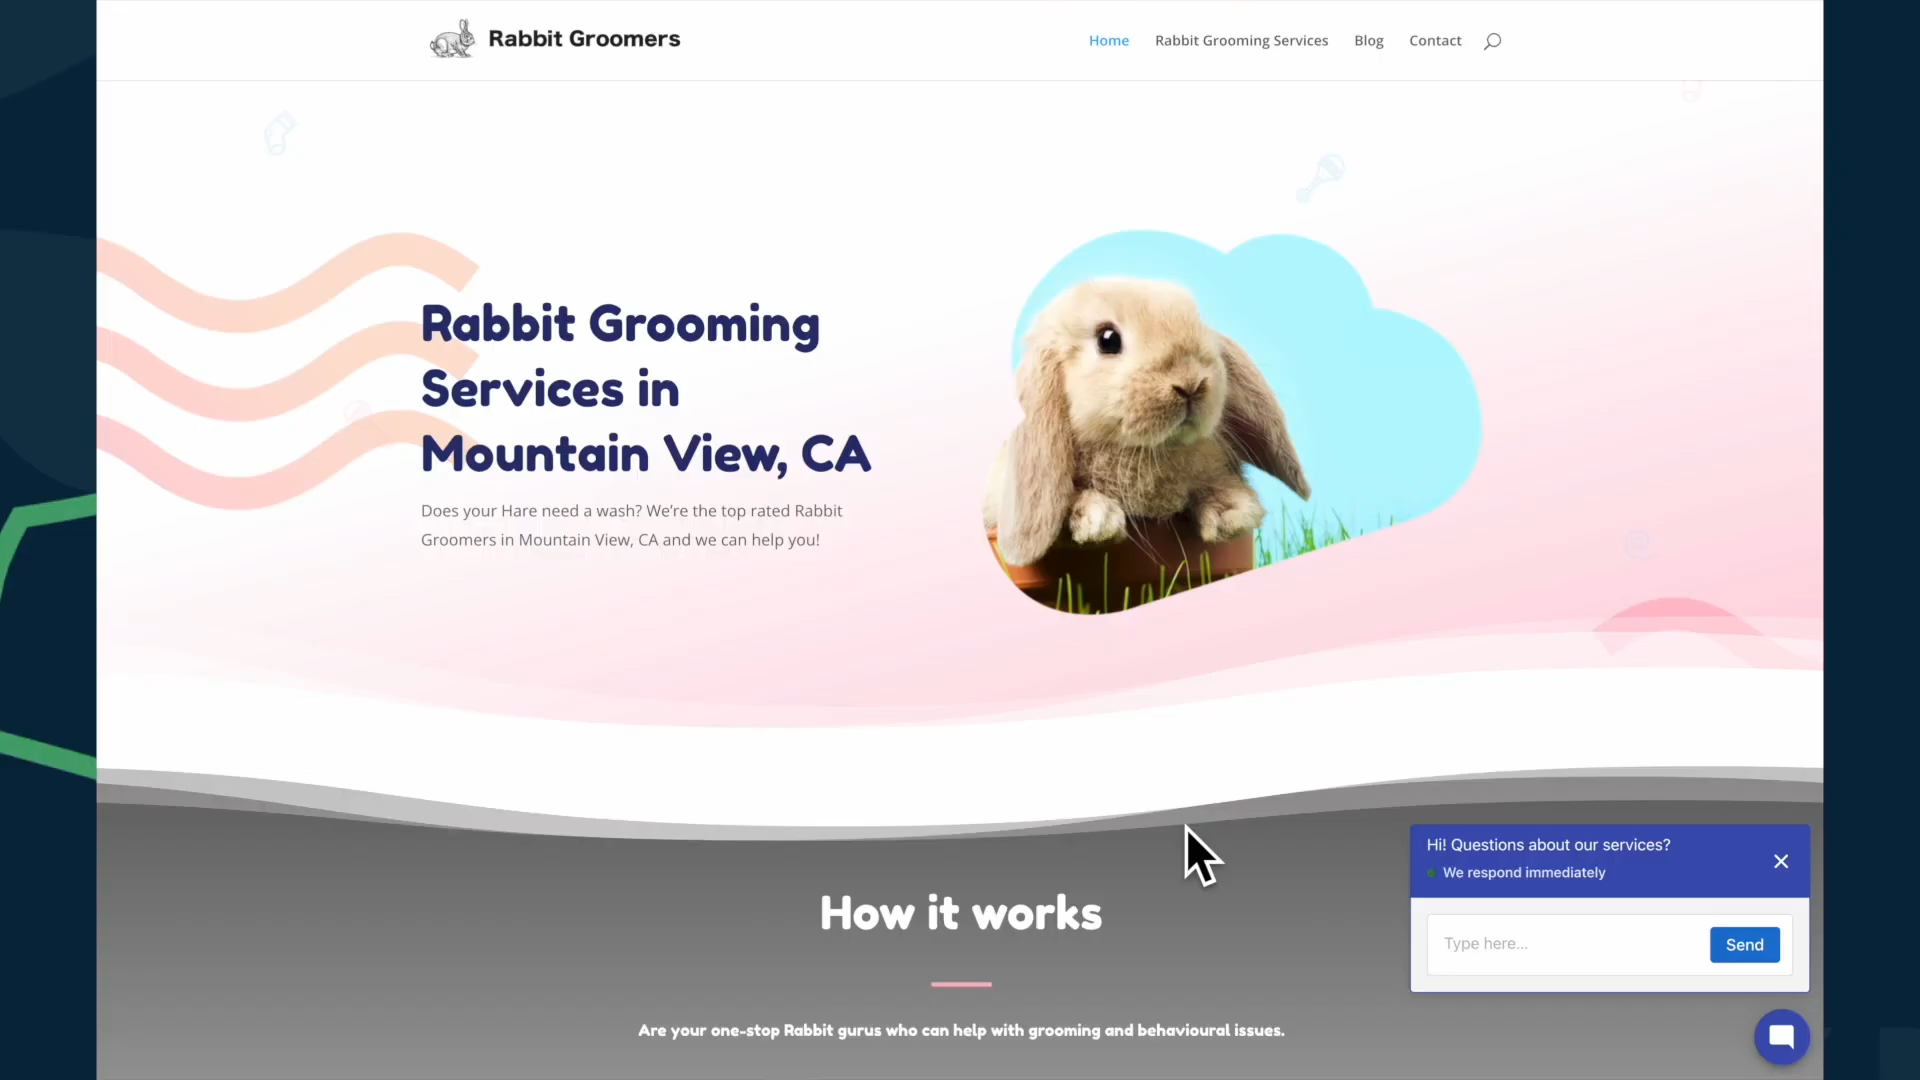 Rabbit Groomers
Home
Rabbit Grooming Services
Blog
Contact
Rabbit Grooming
Services in
Mountain View, CA
Does your Hare need a wash? We're the top rated Rabbit
Groomers in Mountain View, CA and we can help you!
How it works
Are your one-stop Rabbit gurus who can help with grooming and behavioural issues.
Hi! Questions about our services?
We respond immediately
Type here...
Send